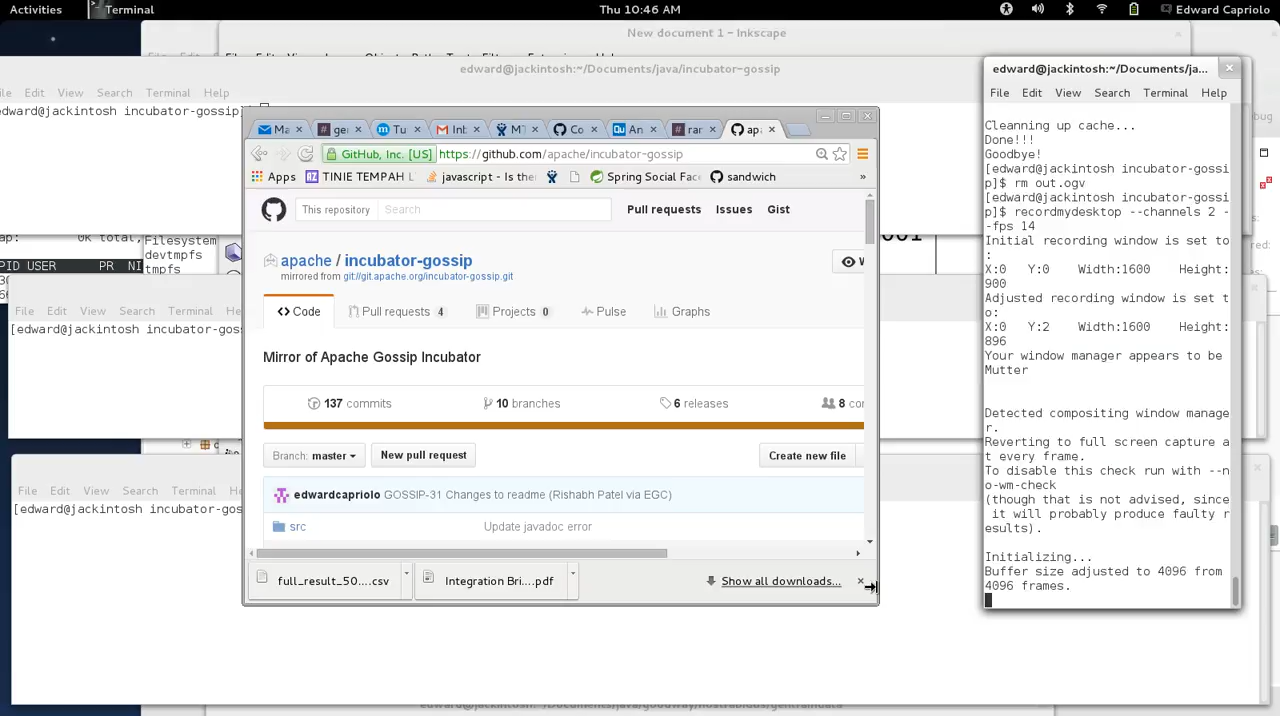 Activities
Terminal
Thu 10:46 AM
Edward Capriolo
New document 1 - Inkscape
edward@jackintosh:~/Documents/java/incubator-gossip
Edit View Search Terminal Help
edward@jackintosh incubator-gossip]
GitHub, Inc. [US] https://github.com/apache/incubator-gossip
Apps TINIE TEMPAH L javascript - Is the Spring Social Fac sandwich »
This repository Search Pull requests Issues Gist
apache / incubator-gossip
mirrored from git://git.apache.org/incubator-gossip.git
Code Pull requests 4 Projects 0 Pulse Graphs
Mirror of Apache Gossip Incubator
137 commits 10 branches 6 releases 8 co
Branch: master New pull request Create new file
edwardcapriolo GOSSIP-31 Changes to readme (Rishabh Patel via EGC)
src Update javadoc error
full_result_50....csv Integration Bri....pdf Show all downloads...
0K total,
Filesystem
devtmpfs
tmpfs
PID USER PR NI
File Edit View Search Terminal
[edward@jackintosh incubator-gos
File Edit View Search Terminal
[edward@jackintosh incubator-gos
edward@jackintosh:~/Documents/ja...
File Edit View Search Terminal Help
Cleanning up cache...
Done!!!
Goodbye!
[edward@jackintosh incubator-gossi
p]$ rm out.ogv
[edward@jackintosh incubator-gossi
p]$ recordmydesktop --channels 2 -
-fps 14
Initial recording window is set to
:
X:0 Y:0 Width:1600 Height:
900
Adjusted recording window is set t
o:
X:0 Y:2 Width:1600 Height:
896
Your window manager appears to be
Mutter
Detected compositing window manage
r.
Reverting to full screen capture a
t every frame.
To disable this check run with --n
o-wm-check
(though that is not advised, since
it will probably produce faulty r
esults).
Initializing...
Buffer size adjusted to 4096 from
4096 frames.